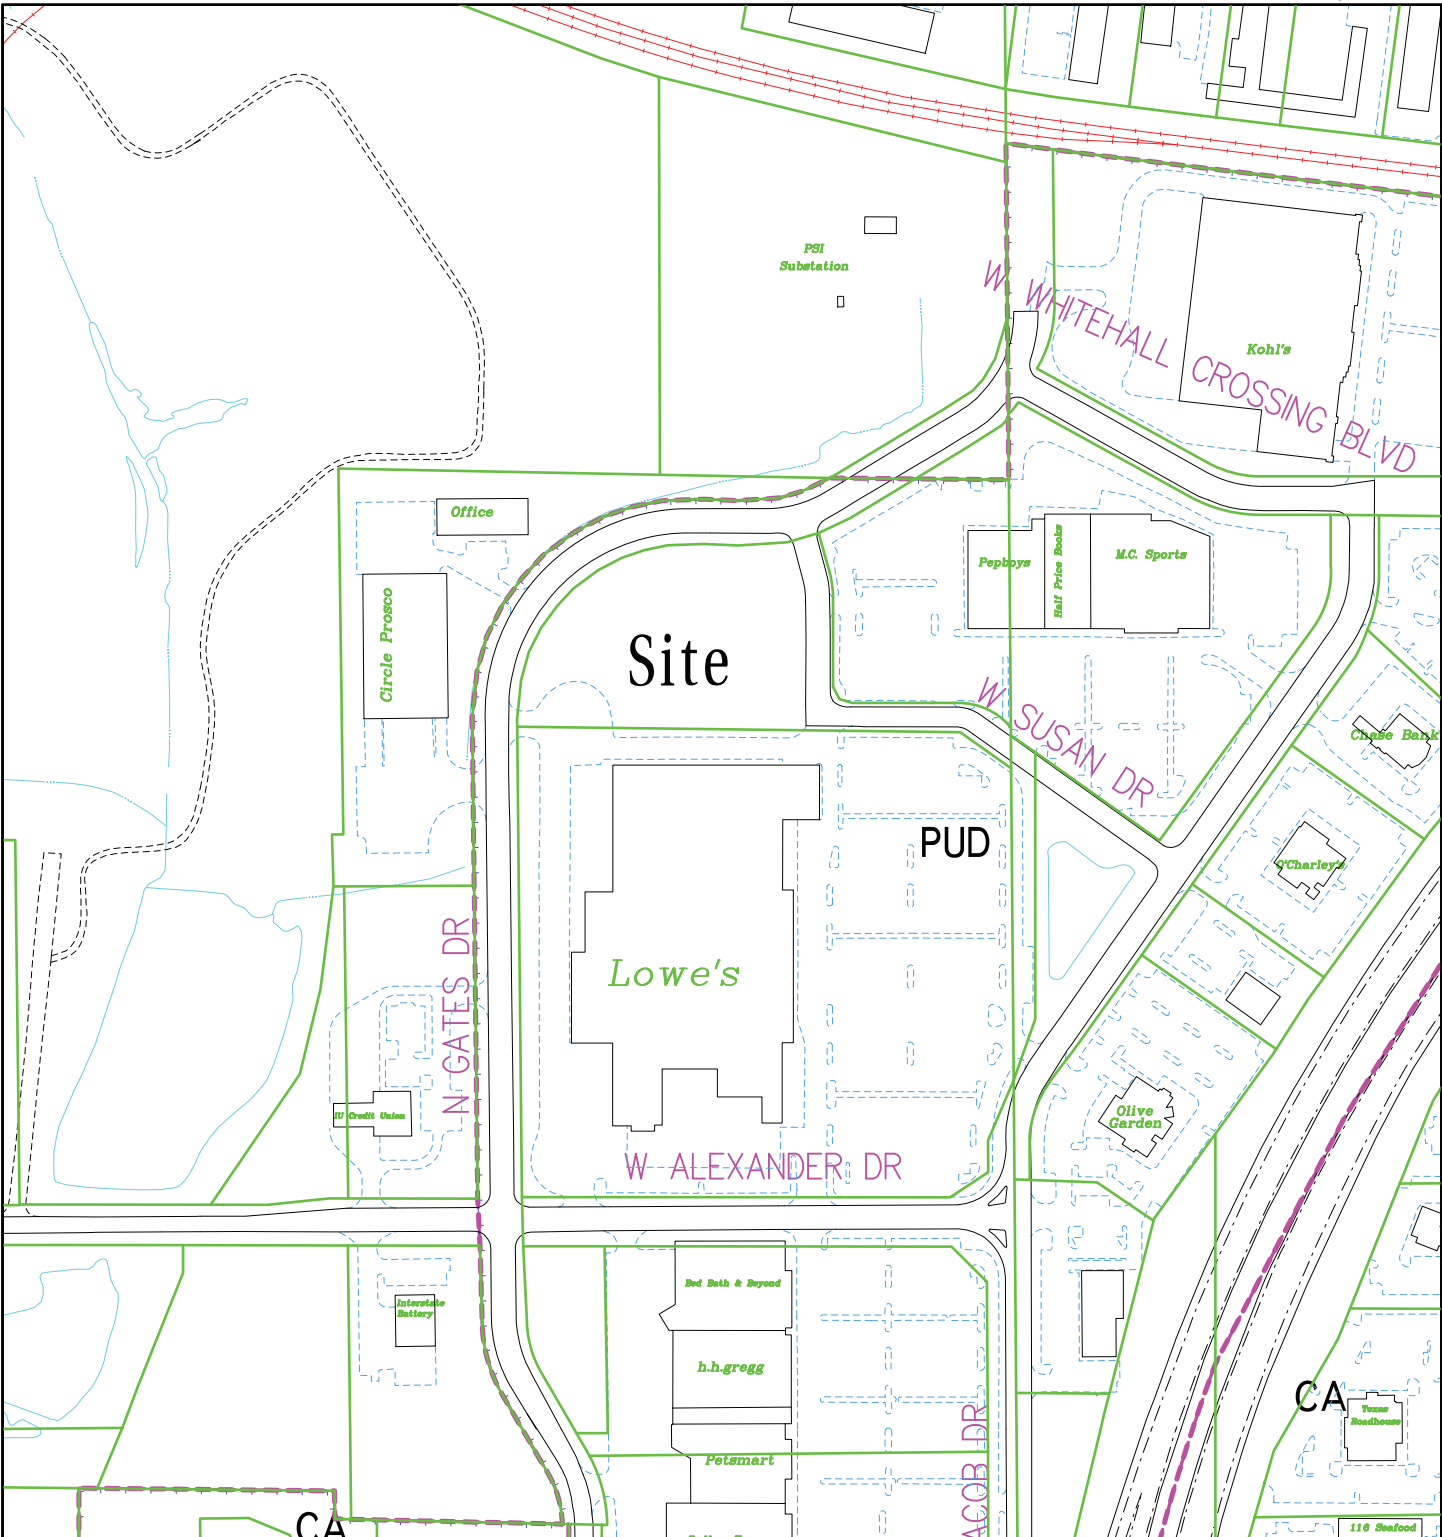 PSI
Substation
W WHITEHALL CROSSING BLVD
Kohl's
Office
Pepboys
Half Price Books
M.C. Sports
Circle Prosco
Site
W SUSAN DR
Chase Bank
PUD
O'Charley's
Lowe's
N GATES DR
IU Credit Union
Olive
Garden
W ALEXANDER DR
Bed Bath & Beyond
Interstate
Battery
h.h.gregg
CA
Texas
Roadhouse
Petsmart
ACOB DR
CA
116 Seafood